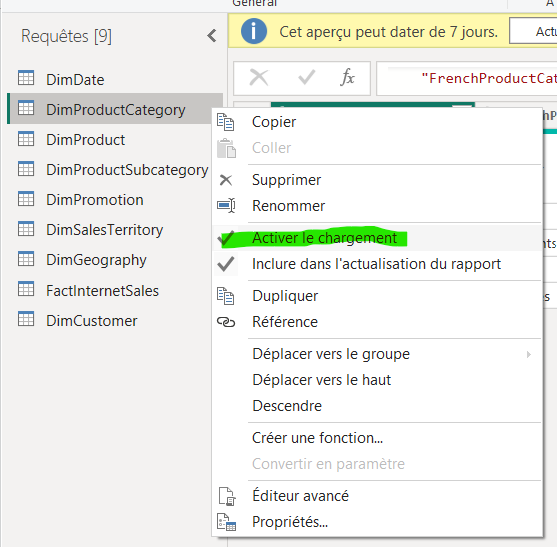 Général
A
Requêtes [9]
Cet aperçu peut dater de 7 jours.
Actu
fx
"FrenchProductCat
DimDate
DimProductCategory
DimProduct
DimProductSubcategory
DimPromotion
DimSalesTerritory
DimGeography
FactInternetSales
DimCustomer
Copier
Coller
Supprimer
Renommer
Activer le chargement
Inclure dans l'actualisation du rapport
Dupliquer
Référence
Déplacer vers le groupe
Déplacer vers le haut
Descendre
Créer une fonction...
Convertir en paramètre
Éditeur avancé
Propriétés...